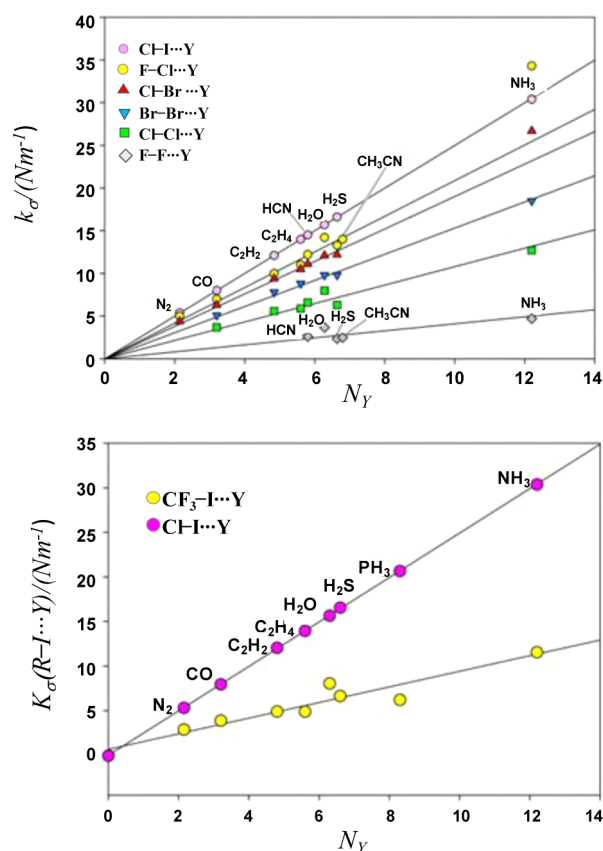 40
35
30
25
20
15
10
5
0
kσ/(Nm⁻¹)
Cl–I···Y
F–Cl···Y
Cl–Br ···Y
Br–Br···Y
Cl–Cl···Y
F–F···Y
NH₃
CH₃CN
H₂S
H₂O
HCN
C₂H₄
C₂H₂
CO
N₂
HCN
H₂O
H₂S
CH₃CN
NH₃
0 2 4 6 8 10 12 14
N_Y
35
30
25
20
15
10
5
0
Kσ(R–I···Y)/(Nm⁻¹)
CF₃–I···Y
Cl–I···Y
NH₃
PH₃
H₂S
H₂O
C₂H₄
C₂H₂
CO
N₂
0 2 4 6 8 10 12 14
N_Y